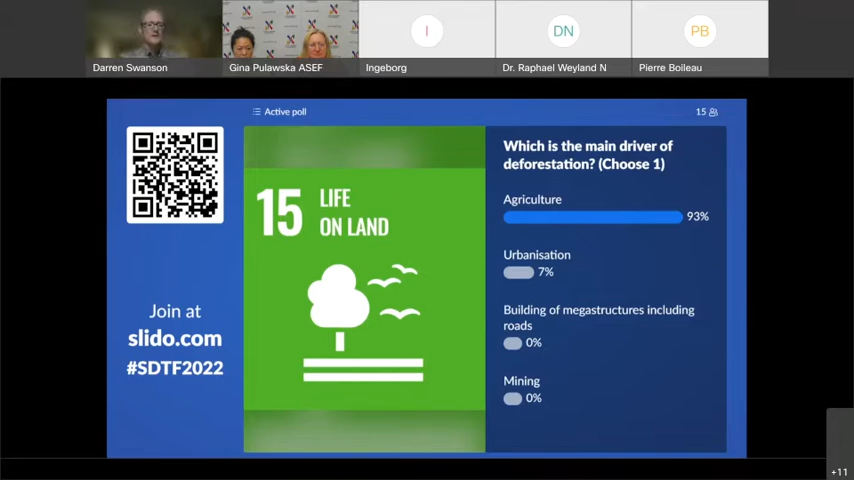 I
DN
PB
Darren Swanson
Gina Pulawska ASEF
Ingeborg
Dr. Raphael Weyland N
Pierre Boileau
Active poll
15
Join at
slido.com
#SDTF2022
15 LIFE
ON LAND
Which is the main driver of
deforestation? (Choose 1)
Agriculture
93%
Urbanisation
7%
Building of megastructures including
roads
0%
Mining
0%
+11